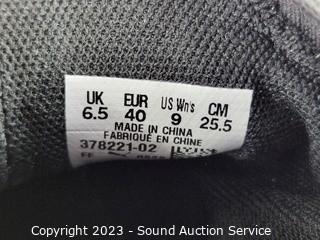 UK EUR US Wn's CM
6.5 40 9 25.5
MADE IN CHINA
FABRIQUÉ EN CHINE
378221-02
FF
Copyright 2023 - Sound Auction Service